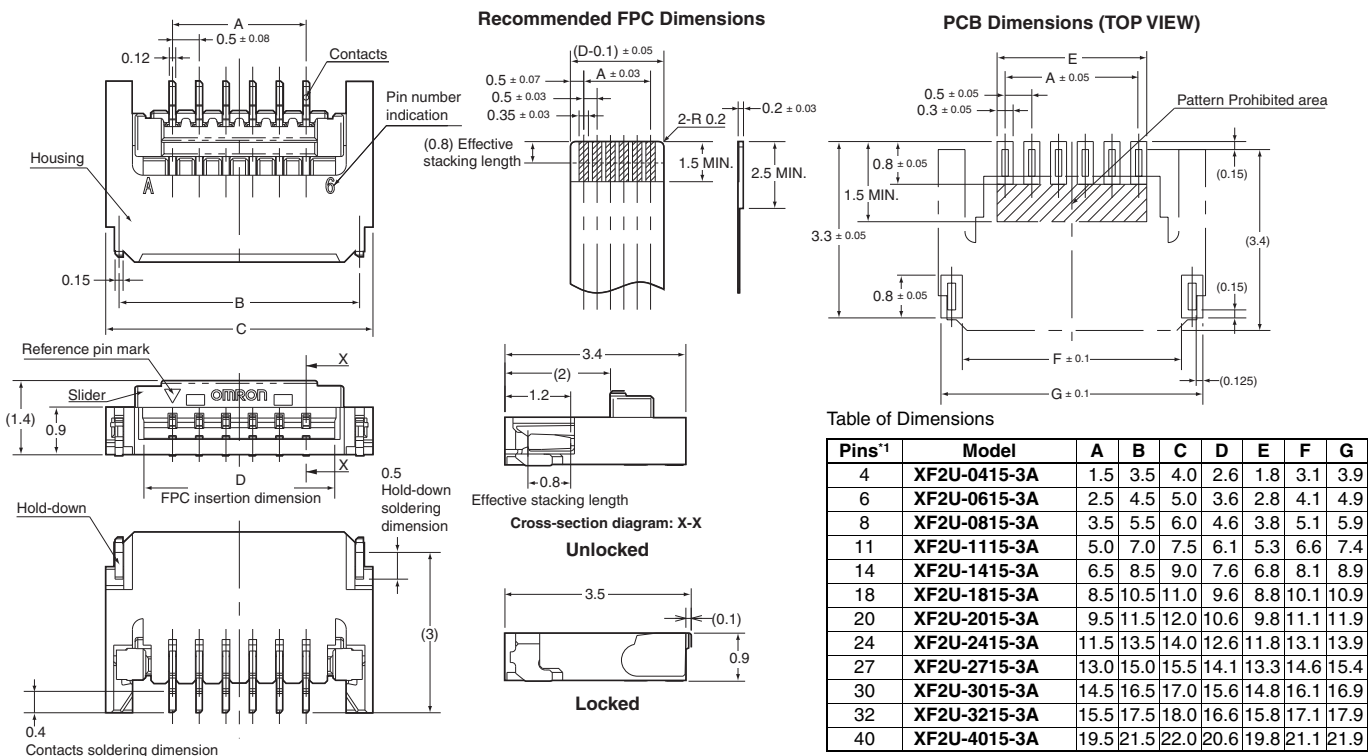 A
0.5 ± 0.08
0.12
Contacts
Pin number
indication
Housing
A
6
0.15
B
C
Reference pin mark
X
Slider
OMRON
(1.4)
0.9
X
D
FPC insertion dimension
0.5
Hold-down
soldering
dimension
Hold-down
(3)
0.4
Contacts soldering dimension
Recommended FPC Dimensions
(D-0.1) ± 0.05
0.5 ± 0.07
A ± 0.03
0.5 ± 0.03
0.35 ± 0.03
0.2 ± 0.03
2-R 0.2
(0.8) Effective
stacking length
1.5 MIN.
2.5 MIN.
3.4
(2)
1.2
0.8
Effective stacking length
Cross-section diagram: X-X
Unlocked
3.5
(0.1)
0.9
Locked
PCB Dimensions (TOP VIEW)
E
A ± 0.05
0.5 ± 0.05
0.3 ± 0.05
Pattern Prohibited area
0.8 ± 0.05
(0.15)
1.5 MIN.
3.3 ± 0.05
(3.4)
0.8 ± 0.05
(0.15)
F ± 0.1
(0.125)
G ± 0.1
Table of Dimensions
Pins*1 Model A B C D E F G
4 XF2U-0415-3A 1.5 3.5 4.0 2.6 1.8 3.1 3.9
6 XF2U-0615-3A 2.5 4.5 5.0 3.6 2.8 4.1 4.9
8 XF2U-0815-3A 3.5 5.5 6.0 4.6 3.8 5.1 5.9
11 XF2U-1115-3A 5.0 7.0 7.5 6.1 5.3 6.6 7.4
14 XF2U-1415-3A 6.5 8.5 9.0 7.6 6.8 8.1 8.9
18 XF2U-1815-3A 8.5 10.5 11.0 9.6 8.8 10.1 10.9
20 XF2U-2015-3A 9.5 11.5 12.0 10.6 9.8 11.1 11.9
24 XF2U-2415-3A 11.5 13.5 14.0 12.6 11.8 13.1 13.9
27 XF2U-2715-3A 13.0 15.0 15.5 14.1 13.3 14.6 15.4
30 XF2U-3015-3A 14.5 16.5 17.0 15.6 14.8 16.1 16.9
32 XF2U-3215-3A 15.5 17.5 18.0 16.6 15.8 17.1 17.9
40 XF2U-4015-3A 19.5 21.5 22.0 20.6 19.8 21.1 21.9